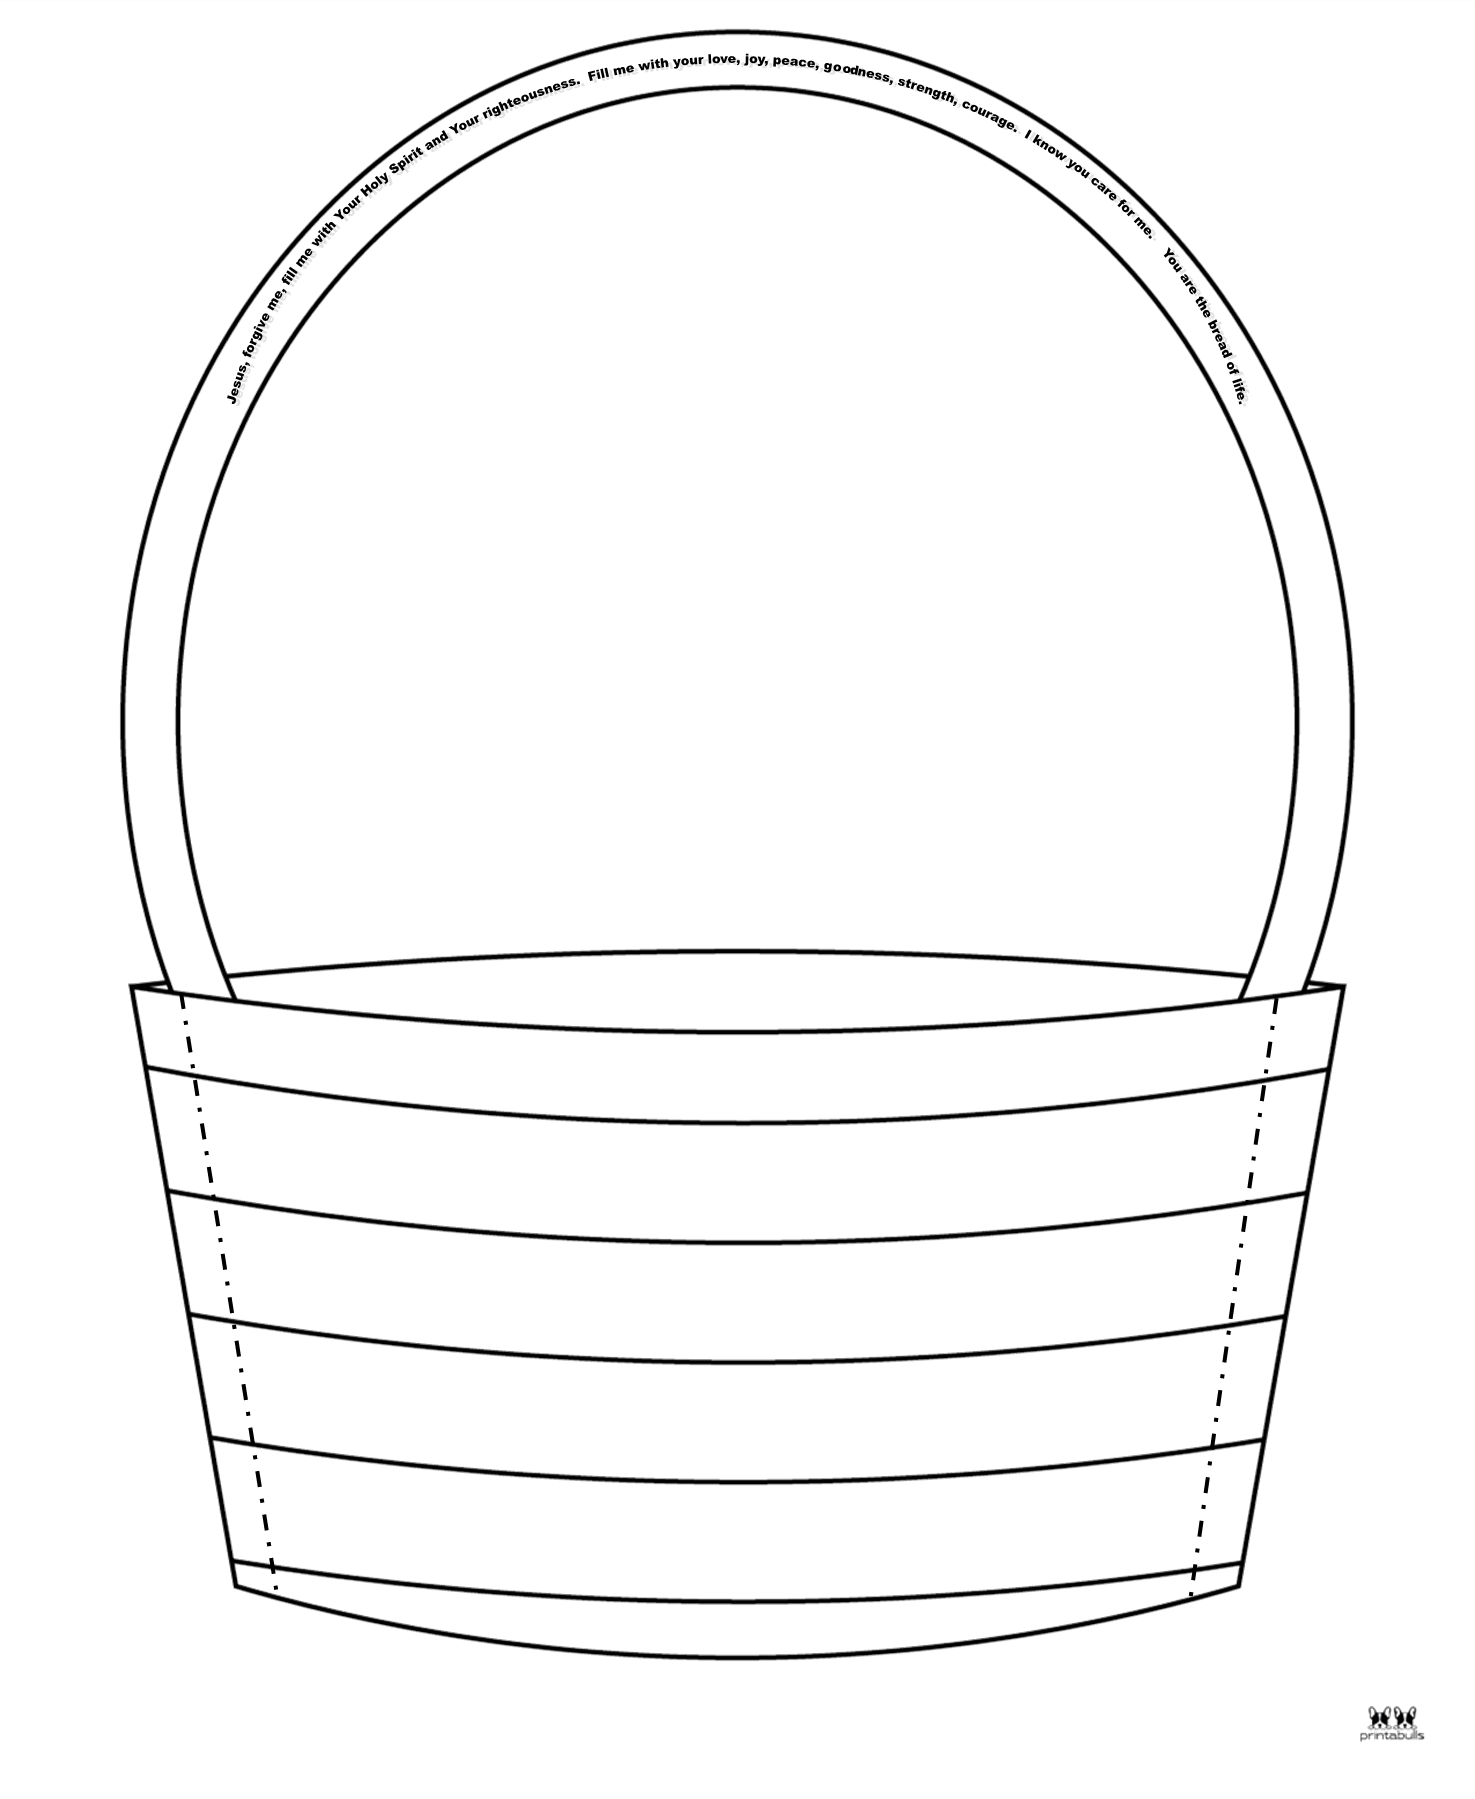 Jesus, forgive me, fill me with Your Holy Spirit and Your righteousness.  Fill me with your love, joy, peace, goodness, strength, courage.  I know you care for me.   You are the bread of life.
printabulls